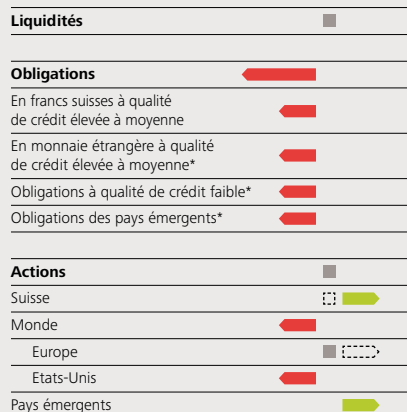 Liquidités
Obligations
En francs suisses à qualité
de crédit élevée à moyenne
En monnaie étrangère à qualité
de crédit élevée à moyenne*
Obligations à qualité de crédit faible*
Obligations des pays émergents*
Actions
Suisse
Monde
Europe
Etats-Unis
Pays émergents